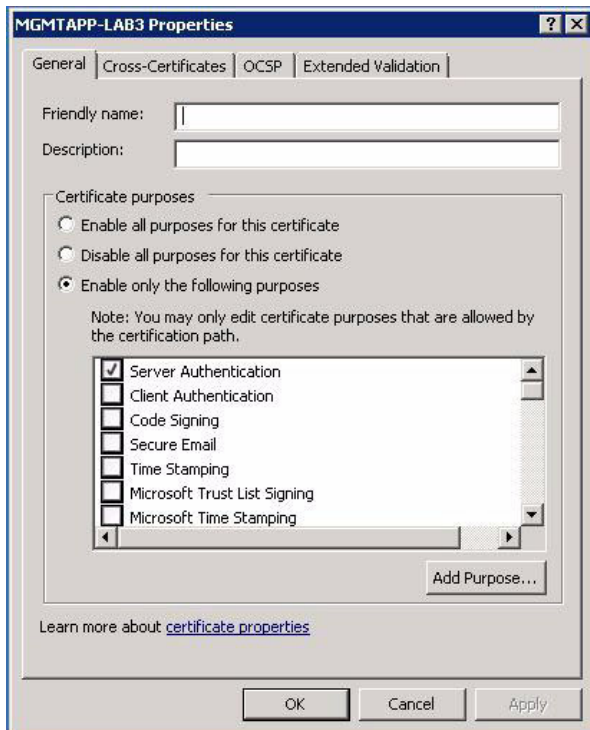 MGMTAPP-LAB3 Properties
General Cross-Certificates OCSP Extended Validation
Friendly name:
Description:
Certificate purposes
Enable all purposes for this certificate
Disable all purposes for this certificate
Enable only the following purposes
Note: You may only edit certificate purposes that are allowed by
the certification path.
Server Authentication
Client Authentication
Code Signing
Secure Email
Time Stamping
Microsoft Trust List Signing
Microsoft Time Stamping
Add Purpose...
Learn more about certificate properties
OK Cancel Apply